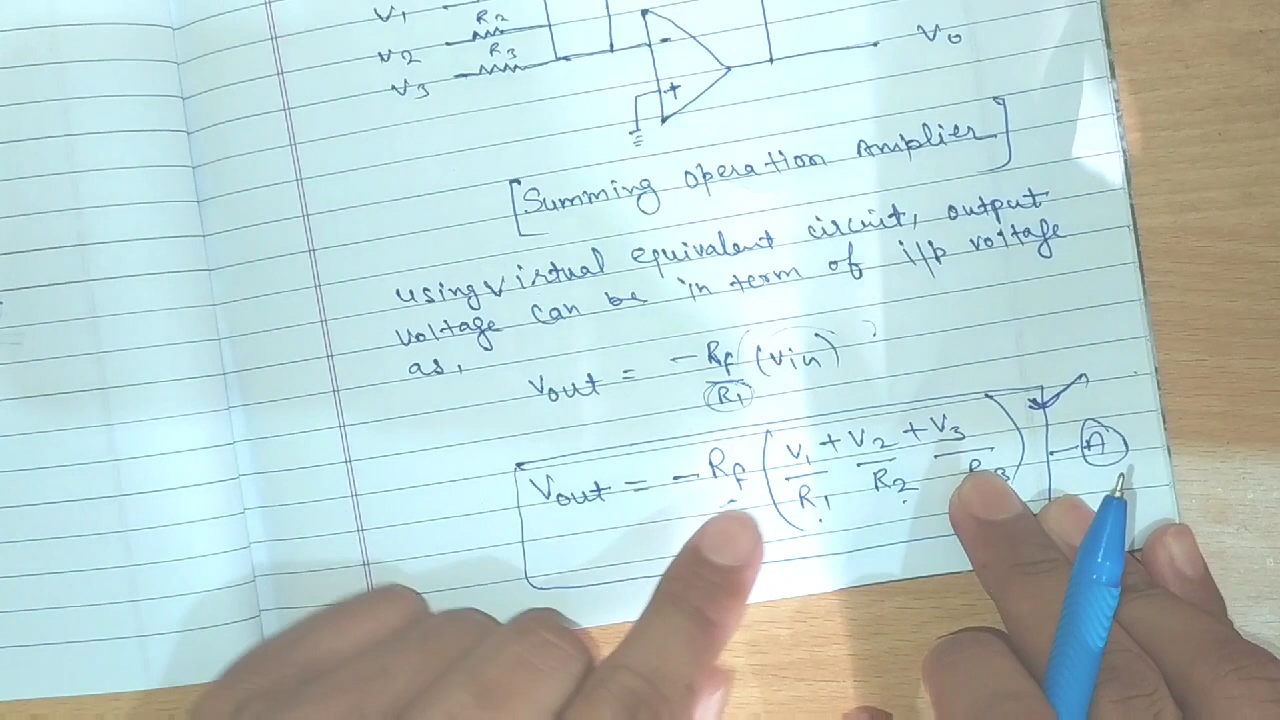 V1
R2
V2
R3
V3
-
+
Vo
[Summing operation Amplier]
using virtual equivalent circuit, output
voltage can be in term of i/p voltage
as,
Vout = -Rf/R1 (Vin)
Vout = -Rf (V1/R1 + V2/R2 + V3/R3) A